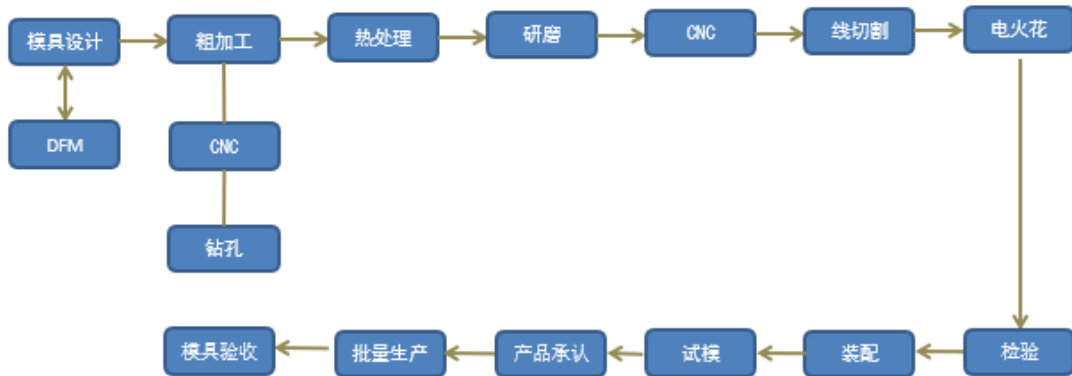 模具设计
粗加工
热处理
研磨
CNC
线切割
电火花
DFM
CNC
钻孔
模具验收
批量生产
产品承认
试模
装配
检验